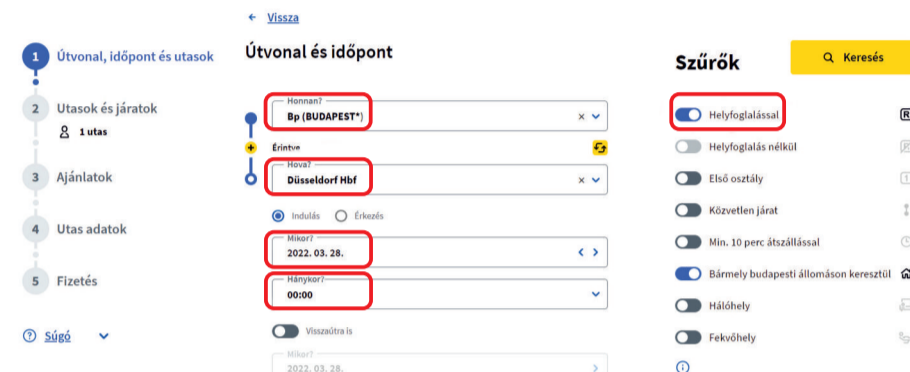 ← Vissza
1 Útvonal, időpont és utasok
2 Utasok és járatok
1 utas
3 Ajánlatok
4 Utas adatok
5 Fizetés
? Súgó
Útvonal és időpont
Honnan?
Bp (BUDAPEST*)
Érintve
Hova?
Düsseldorf Hbf
Indulás Érkezés
Mikor?
2022. 03. 28.
Hánykor?
00:00
Visszaútra is
Mikor?
2022. 03. 28.
Szűrők
Keresés
Helyfoglalással R
Helyfoglalás nélkül R
Első osztály 1
Közvetlen járat
Min. 10 perc átszállással
Bármely budapesti állomáson keresztül
Hálóhely
Fekvőhely